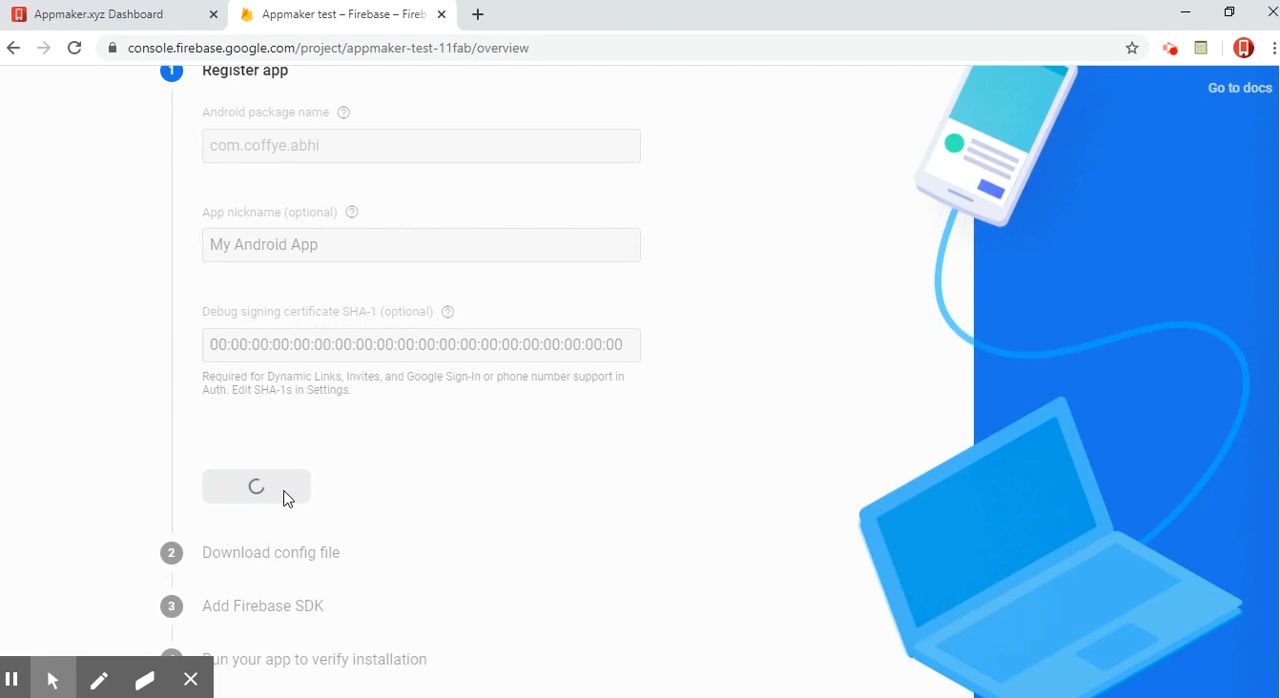 Appmaker.xyz Dashboard
Appmaker test – Firebase – Fireb
console.firebase.google.com/project/appmaker-test-11fab/overview
1 Register app
Go to docs
Android package name
com.coffye.abhi
App nickname (optional)
My Android App
Debug signing certificate SHA-1 (optional)
00:00:00:00:00:00:00:00:00:00:00:00:00:00:00:00:00:00:00:00
Required for Dynamic Links, Invites, and Google Sign-In or phone number support in
Auth. Edit SHA-1s in Settings.
2 Download config file
3 Add Firebase SDK
Run your app to verify installation